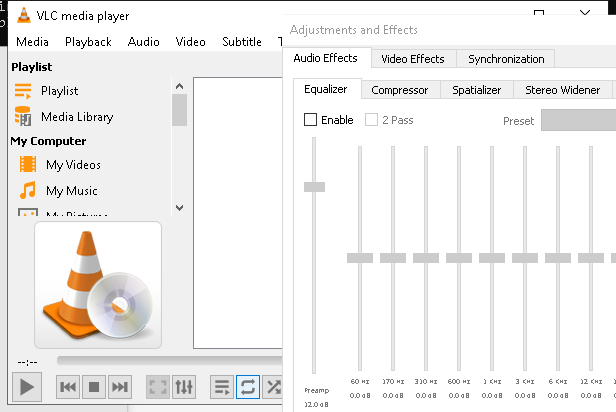 VLC media player
Media Playback Audio Video Subtitle
Playlist
Playlist
Media Library
My Computer
My Videos
My Music
My Pictures
--:--
Adjustments and Effects
Audio Effects Video Effects Synchronization
Equalizer Compressor Spatializer Stereo Widener
Enable 2 Pass Preset
60 Hz 170 Hz 310 Hz 600 Hz 1 KHz 3 KHz 6 KHz 12 KHz
Preamp 0.0 dB 0.0 dB 0.0 dB 0.0 dB 0.0 dB 0.0 dB 0.0 dB 0.0 dB
12.0 dB